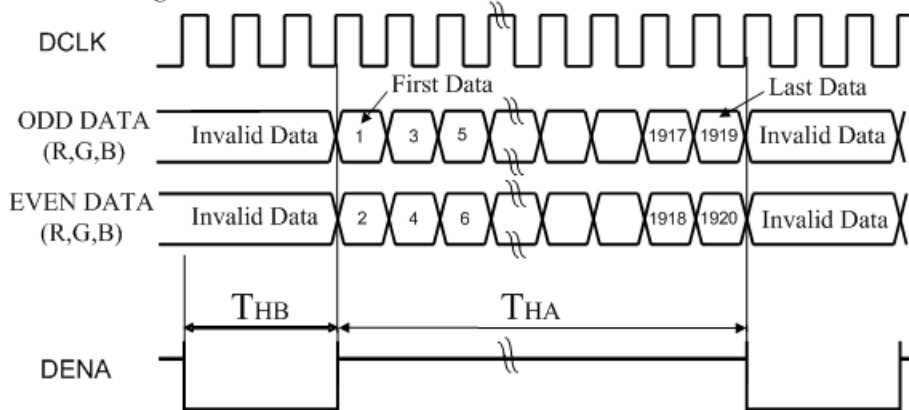 DCLK
First Data
Last Data
ODD DATA
(R,G,B)
Invalid Data
1
3
5
1917
1919
Invalid Data
EVEN DATA
(R,G,B)
Invalid Data
2
4
6
1918
1920
Invalid Data
THB
THA
DENA